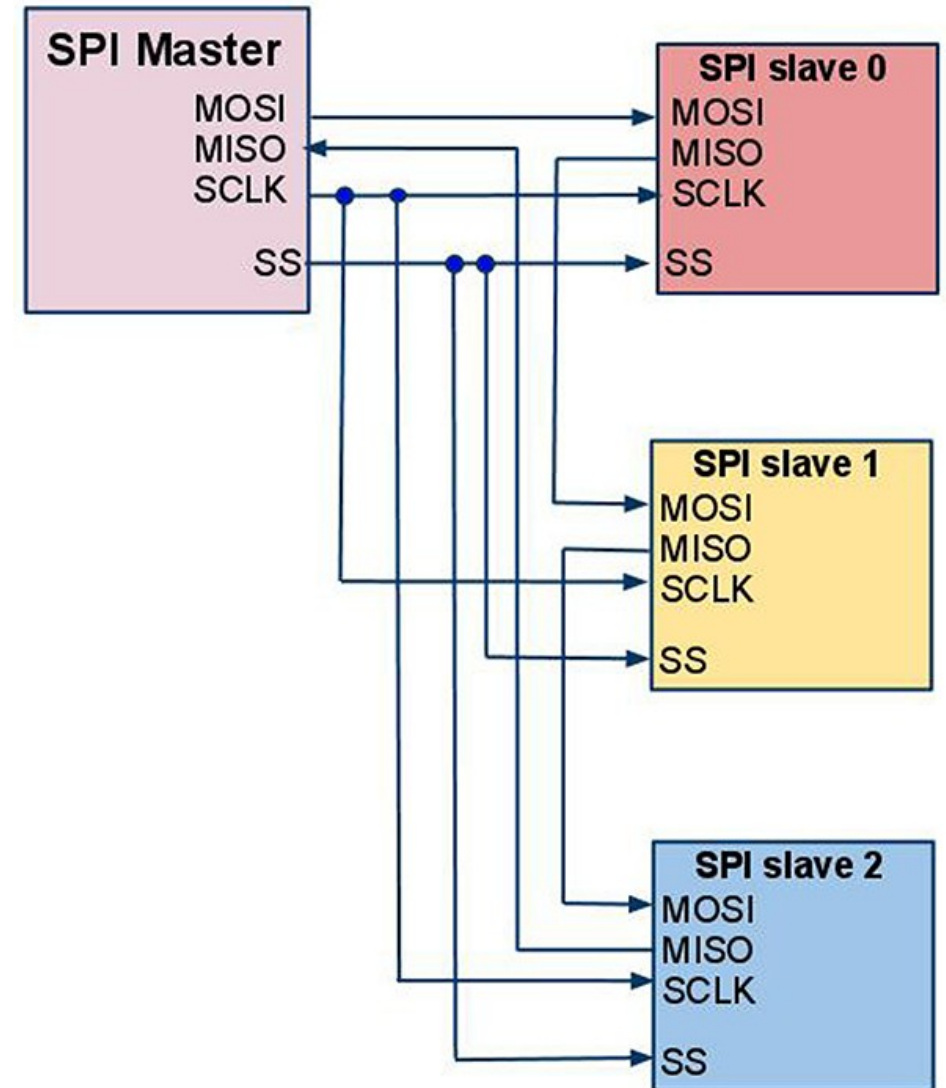 SPI Master
MOSI
MISO
SCLK
SS
SPI slave 0
MOSI
MISO
SCLK
SS
SPI slave 1
MOSI
MISO
SCLK
SS
SPI slave 2
MOSI
MISO
SCLK
SS